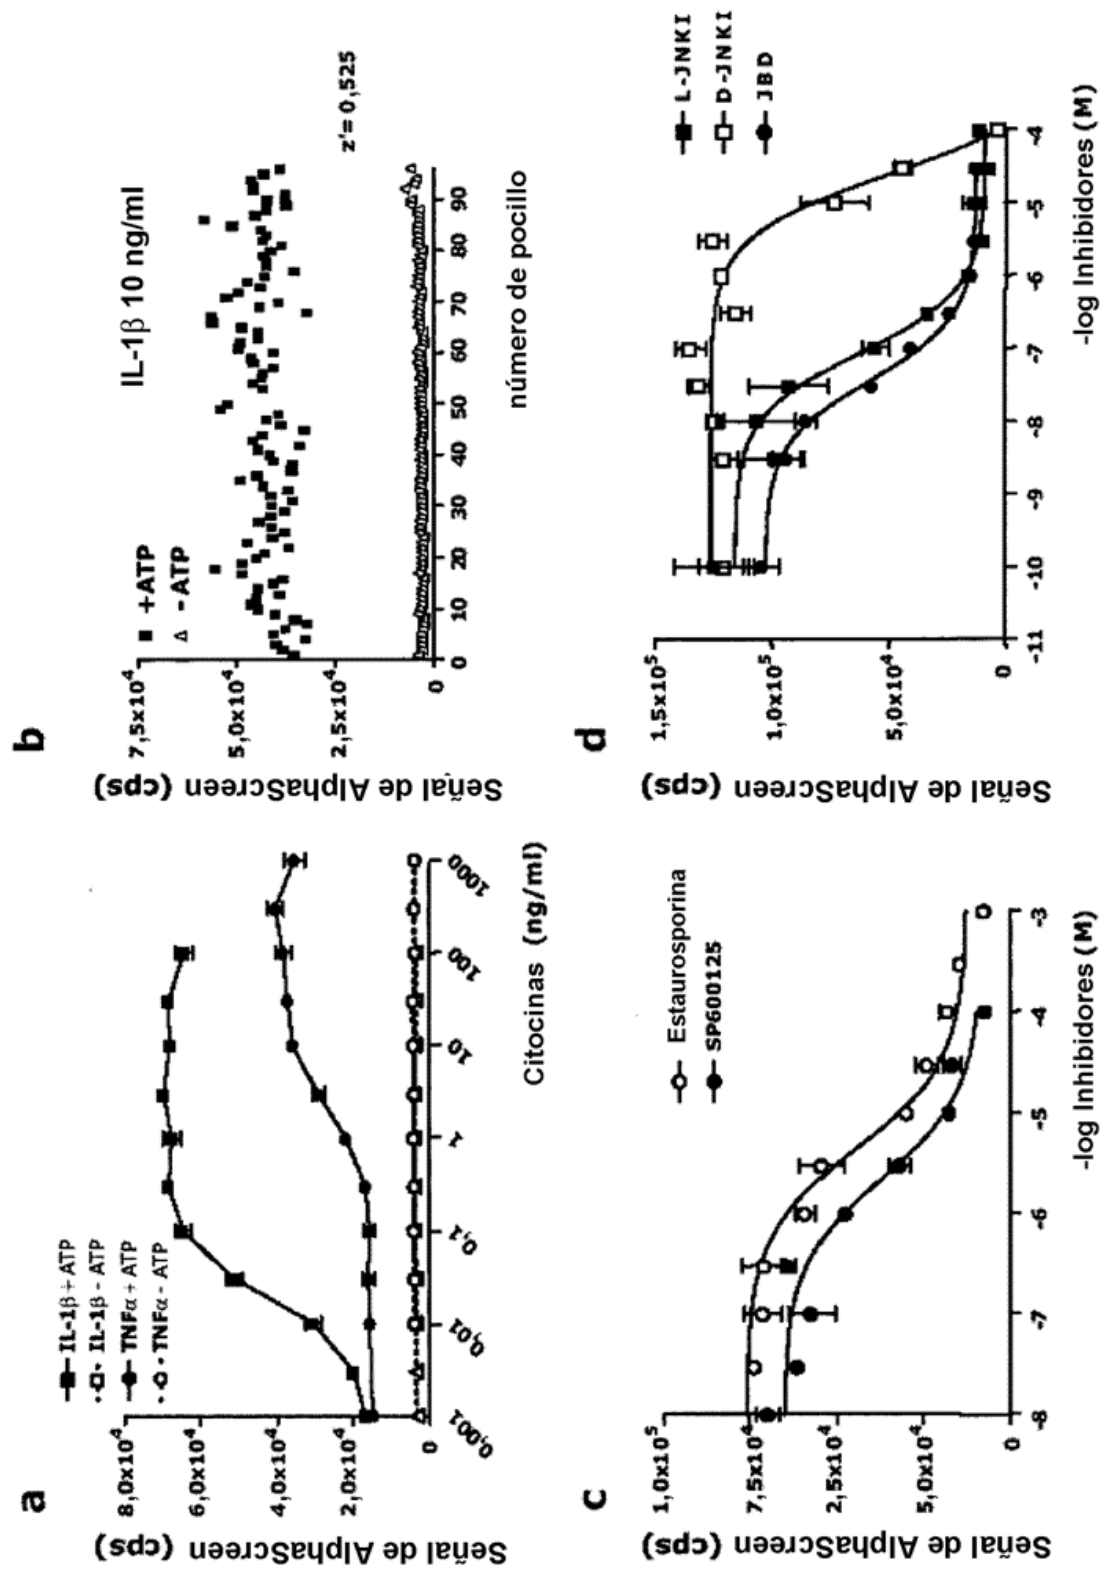 a
Señal de AlphaScreen (cps)
8,0x10⁴
6,0x10⁴
4,0x10⁴
2,0x10⁴
0
IL-1β + ATP
IL-1β - ATP
TNFα + ATP
TNFα - ATP
0,001
0,01
0,1
1
10
100
1000
Citocinas (ng/ml)
b
Señal de AlphaScreen (cps)
7,5x10⁴
5,0x10⁴
2,5x10⁴
0
+ATP
-ATP
IL-1β 10 ng/ml
z'= 0,525
0
10
20
30
40
50
60
70
80
90
número de pocillo
c
Señal de AlphaScreen (cps)
1,0x10⁵
7,5x10⁴
2,5x10⁴
5,0x10⁴
0
Estaurosporina
SP600125
-8
-7
-6
-5
-4
-3
-log Inhibidores (M)
d
Señal de AlphaScreen (cps)
1,5x10⁵
1,0x10⁵
5,0x10⁴
0
L-JNKI
D-JNKI
JBD
-11
-10
-9
-8
-7
-6
-5
-4
-log Inhibidores (M)